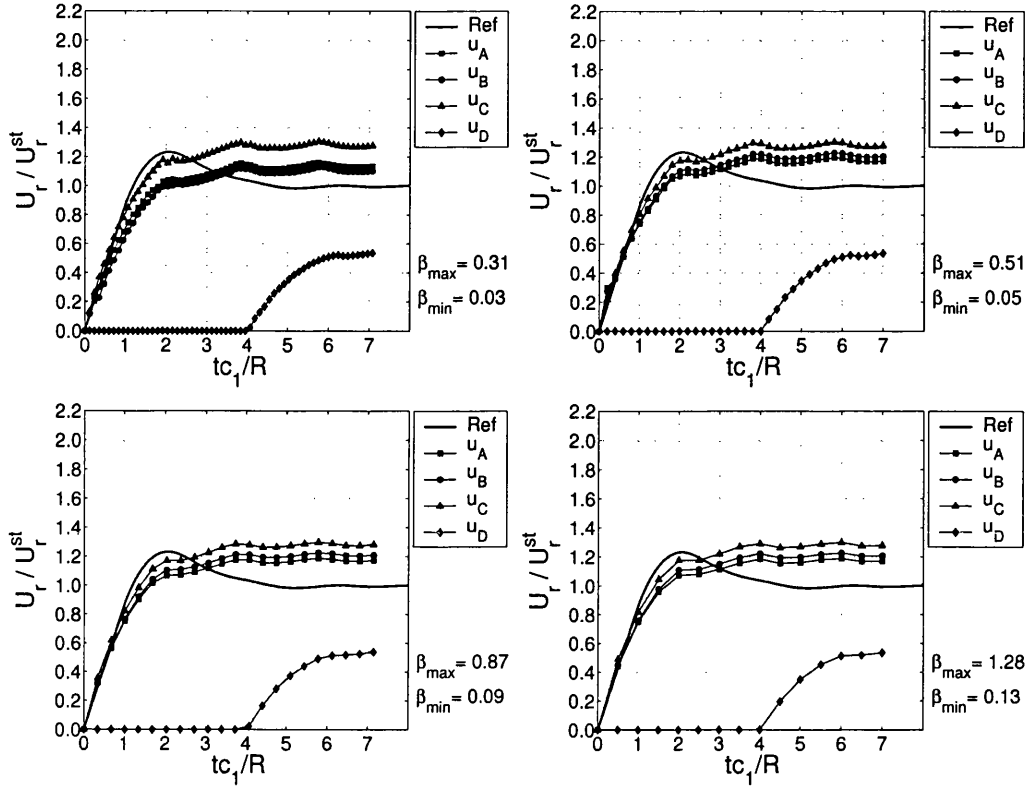 2.2
2.0
1.8
1.6
1.4
1.2
1.0
0.8
0.6
0.4
0.2
0.0
U_r / U_r^st
0 1 2 3 4 5 6 7
tc_1/R
Ref
u_A
u_B
u_C
u_D
β_max = 0.31
β_min = 0.03
2.2
2.0
1.8
1.6
1.4
1.2
1.0
0.8
0.6
0.4
0.2
0.0
U_r / U_r^st
0 1 2 3 4 5 6 7
tc_1/R
Ref
u_A
u_B
u_C
u_D
β_max = 0.51
β_min = 0.05
2.2
2.0
1.8
1.6
1.4
1.2
1.0
0.8
0.6
0.4
0.2
0.0
U_r / U_r^st
0 1 2 3 4 5 6 7
tc_1/R
Ref
u_A
u_B
u_C
u_D
β_max = 0.87
β_min = 0.09
2.2
2.0
1.8
1.6
1.4
1.2
1.0
0.8
0.6
0.4
0.2
0.0
U_r / U_r^st
0 1 2 3 4 5 6 7
tc_1/R
Ref
u_A
u_B
u_C
u_D
β_max = 1.28
β_min = 0.13